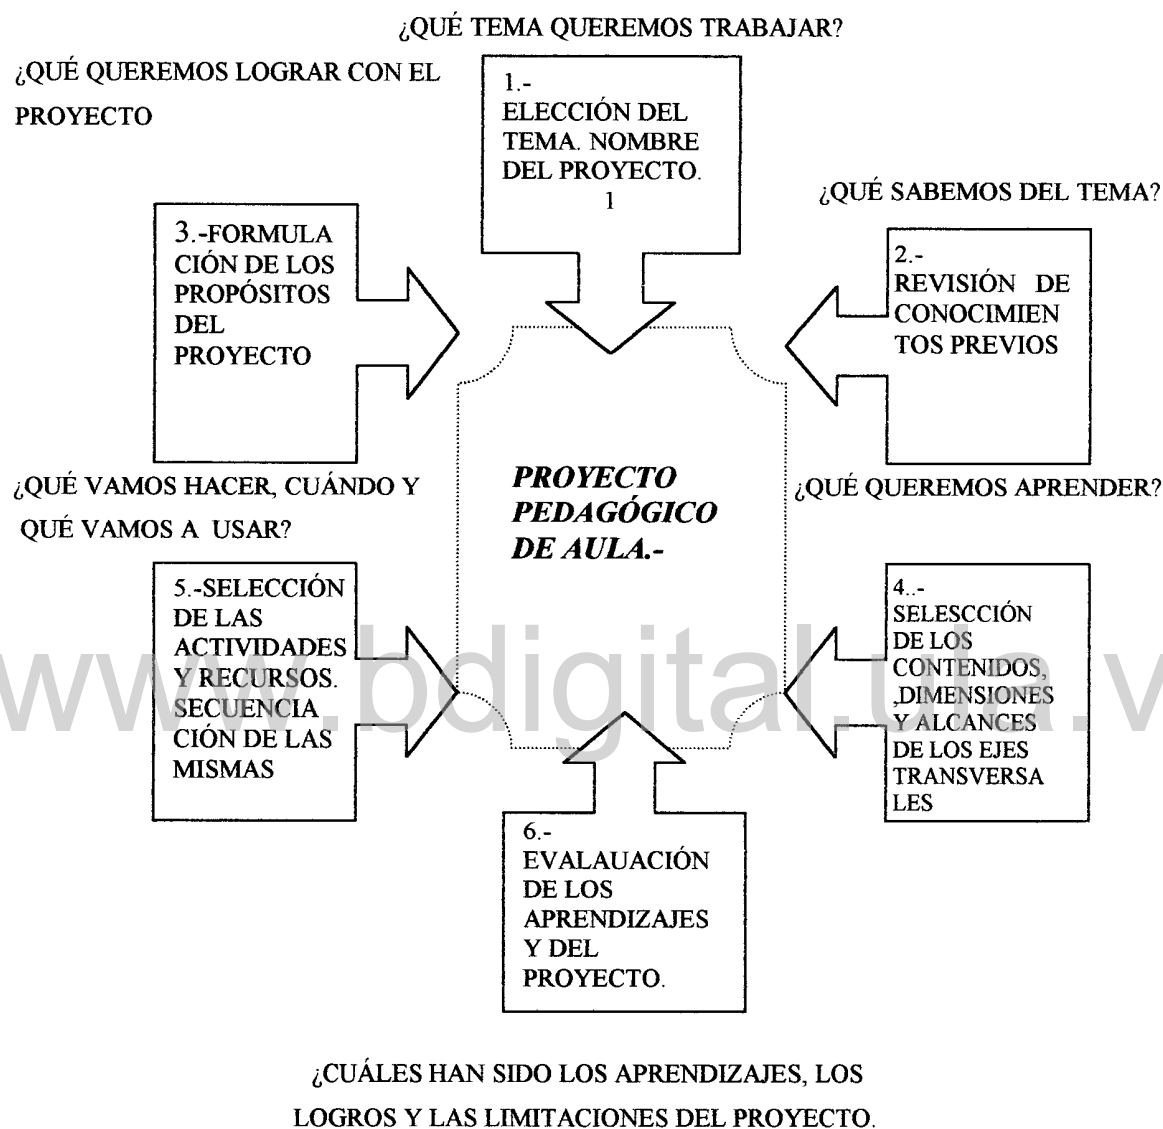 ¿QUÉ TEMA QUEREMOS TRABAJAR?
¿QUÉ QUEREMOS LOGRAR CON EL
PROYECTO
1.-
ELECCIÓN DEL
TEMA. NOMBRE
DEL PROYECTO.
1
¿QUÉ SABEMOS DEL TEMA?
3.-FORMULA
CIÓN DE LOS
PROPÓSITOS
DEL
PROYECTO
2.-
REVISIÓN DE
CONOCIMIEN
TOS PREVIOS
PROYECTO
PEDAGÓGICO
DE AULA.-
¿QUÉ VAMOS HACER, CUÁNDO Y
QUÉ VAMOS A USAR?
¿QUÉ QUEREMOS APRENDER?
5.-SELECCIÓN
DE LAS
ACTIVIDADES
Y RECURSOS.
SECUENCIA
CIÓN DE LAS
MISMAS
4..-
SELESCCIÓN
DE LOS
CONTENIDOS,
,DIMENSIONES
Y ALCANCES
DE LOS EJES
TRANSVERSA
LES
www.bdigital.ula.v
6.-
EVALAUACIÓN
DE LOS
APRENDIZAJES
Y DEL
PROYECTO.
¿CUÁLES HAN SIDO LOS APRENDIZAJES, LOS
LOGROS Y LAS LIMITACIONES DEL PROYECTO.